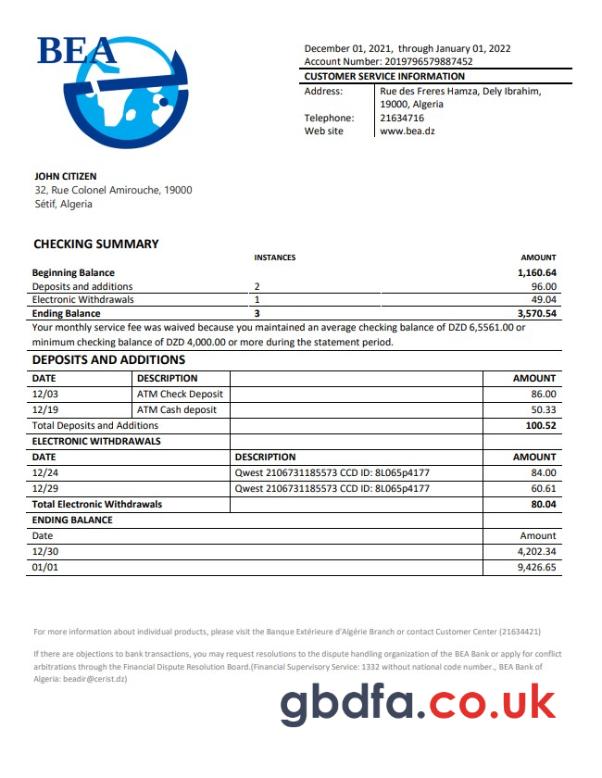 BEA
December 01, 2021, through January 01, 2022
Account Number: 2019796579887452
CUSTOMER SERVICE INFORMATION
Address: Rue des Freres Hamza, Dely Ibrahim,
19000, Algeria
Telephone: 21634716
Web site www.bea.dz
JOHN CITIZEN
32, Rue Colonel Amirouche, 19000
Sétif, Algeria
CHECKING SUMMARY
INSTANCES AMOUNT
Beginning Balance 1,160.64
Deposits and additions 2 96.00
Electronic Withdrawals 1 49.04
Ending Balance 3 3,570.54
Your monthly service fee was waived because you maintained an average checking balance of DZD 6,5561.00 or
minimum checking balance of DZD 4,000.00 or more during the statement period.
DEPOSITS AND ADDITIONS
DATE DESCRIPTION AMOUNT
12/03 ATM Check Deposit 86.00
12/19 ATM Cash deposit 50.33
Total Deposits and Additions 100.52
ELECTRONIC WITHDRAWALS
DATE DESCRIPTION AMOUNT
12/24 Qwest 2106731185573 CCD ID: 8L065p4177 84.00
12/29 Qwest 2106731185573 CCD ID: 8L065p4177 60.61
Total Electronic Withdrawals 80.04
ENDING BALANCE
Date Amount
12/30 4,202.34
01/01 9,426.65
For more information about individual products, please visit the Banque Extérieure d'Algérie Branch or contact Customer Center (21634421)
If there are objections to bank transactions, you may request resolutions to the dispute handling organization of the BEA Bank or apply for conflict
arbitrations through the Financial Dispute Resolution Board.(Financial Supervisory Service: 1332 without national code number., BEA Bank of
Algeria: beadir@cerist.dz)
gbdfa.co.uk